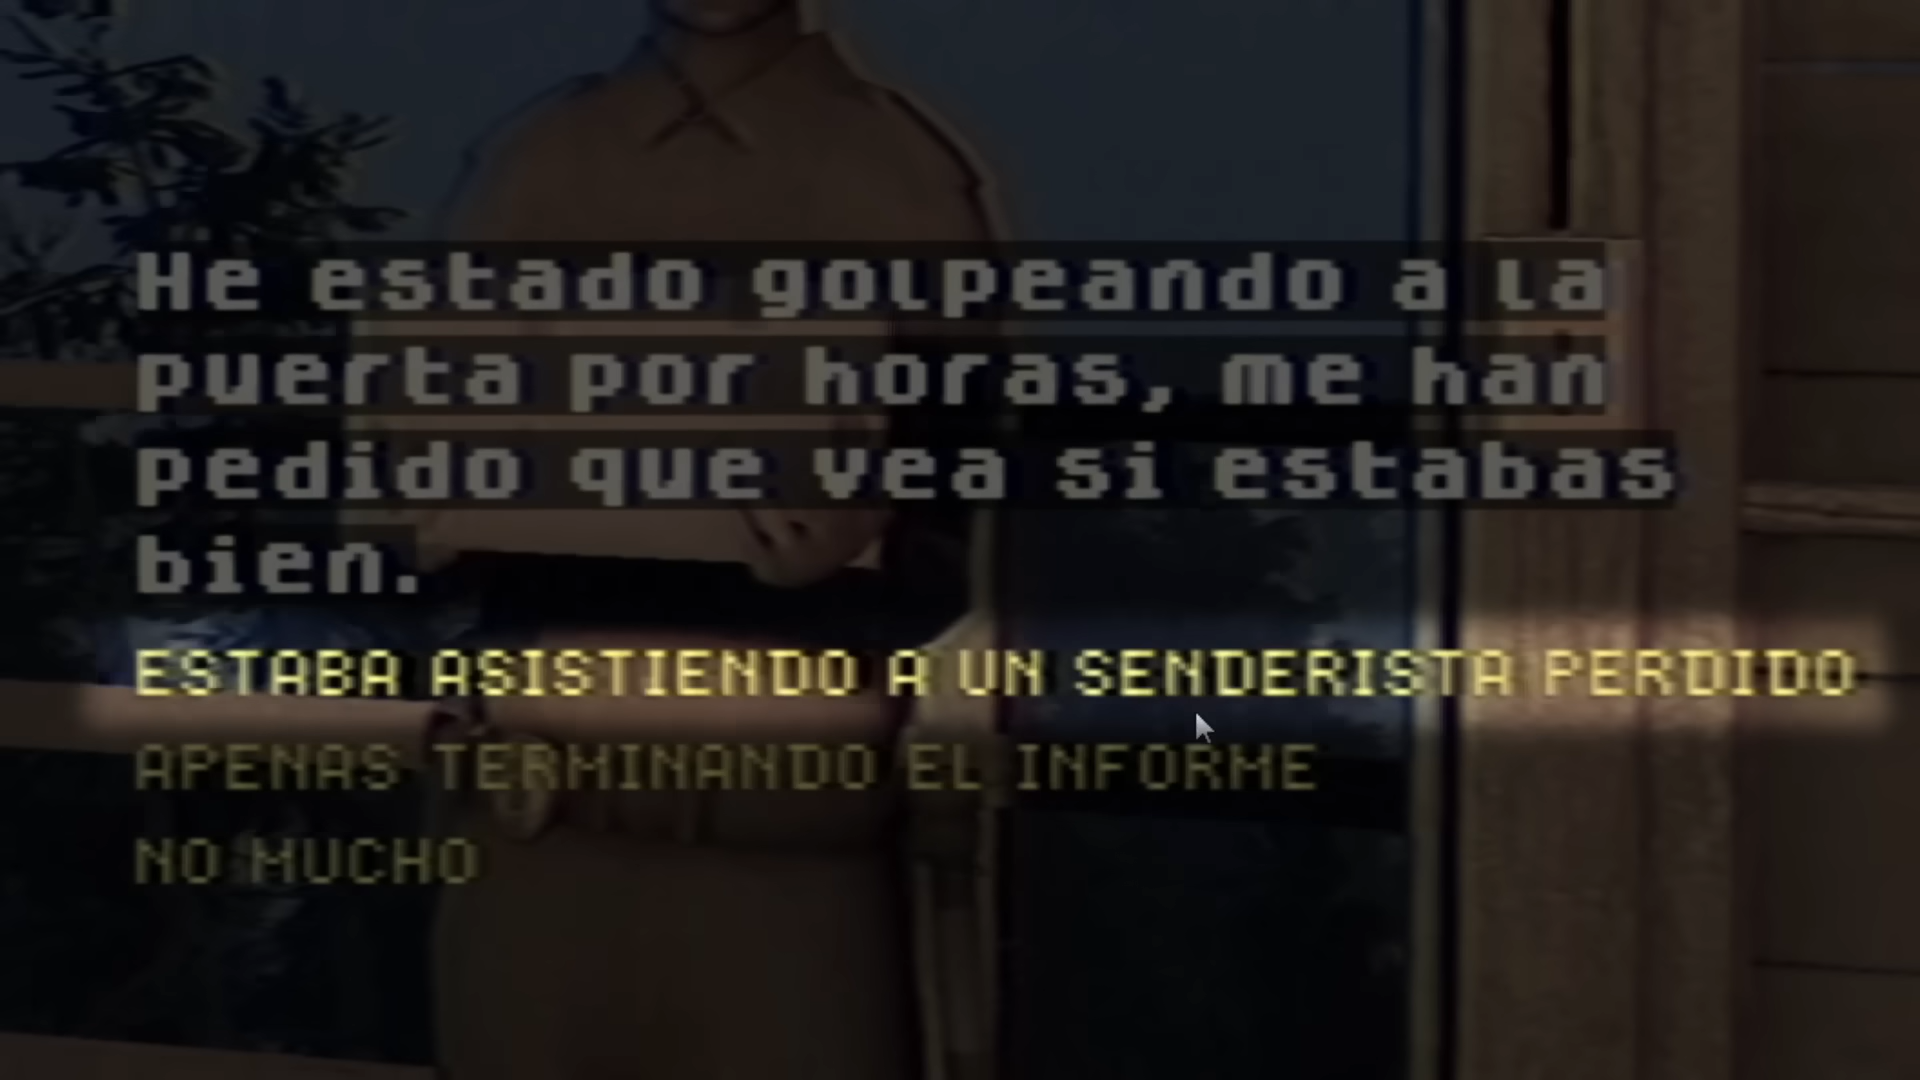 He estado golpeando a la
puerta por horas, me han
pedido que vea si estabas
bien.
ESTABA ASISTIENDO A UN SENDERISTA PERDIDO
APENAS TERMINANDO EL INFORME
NO MUCHO